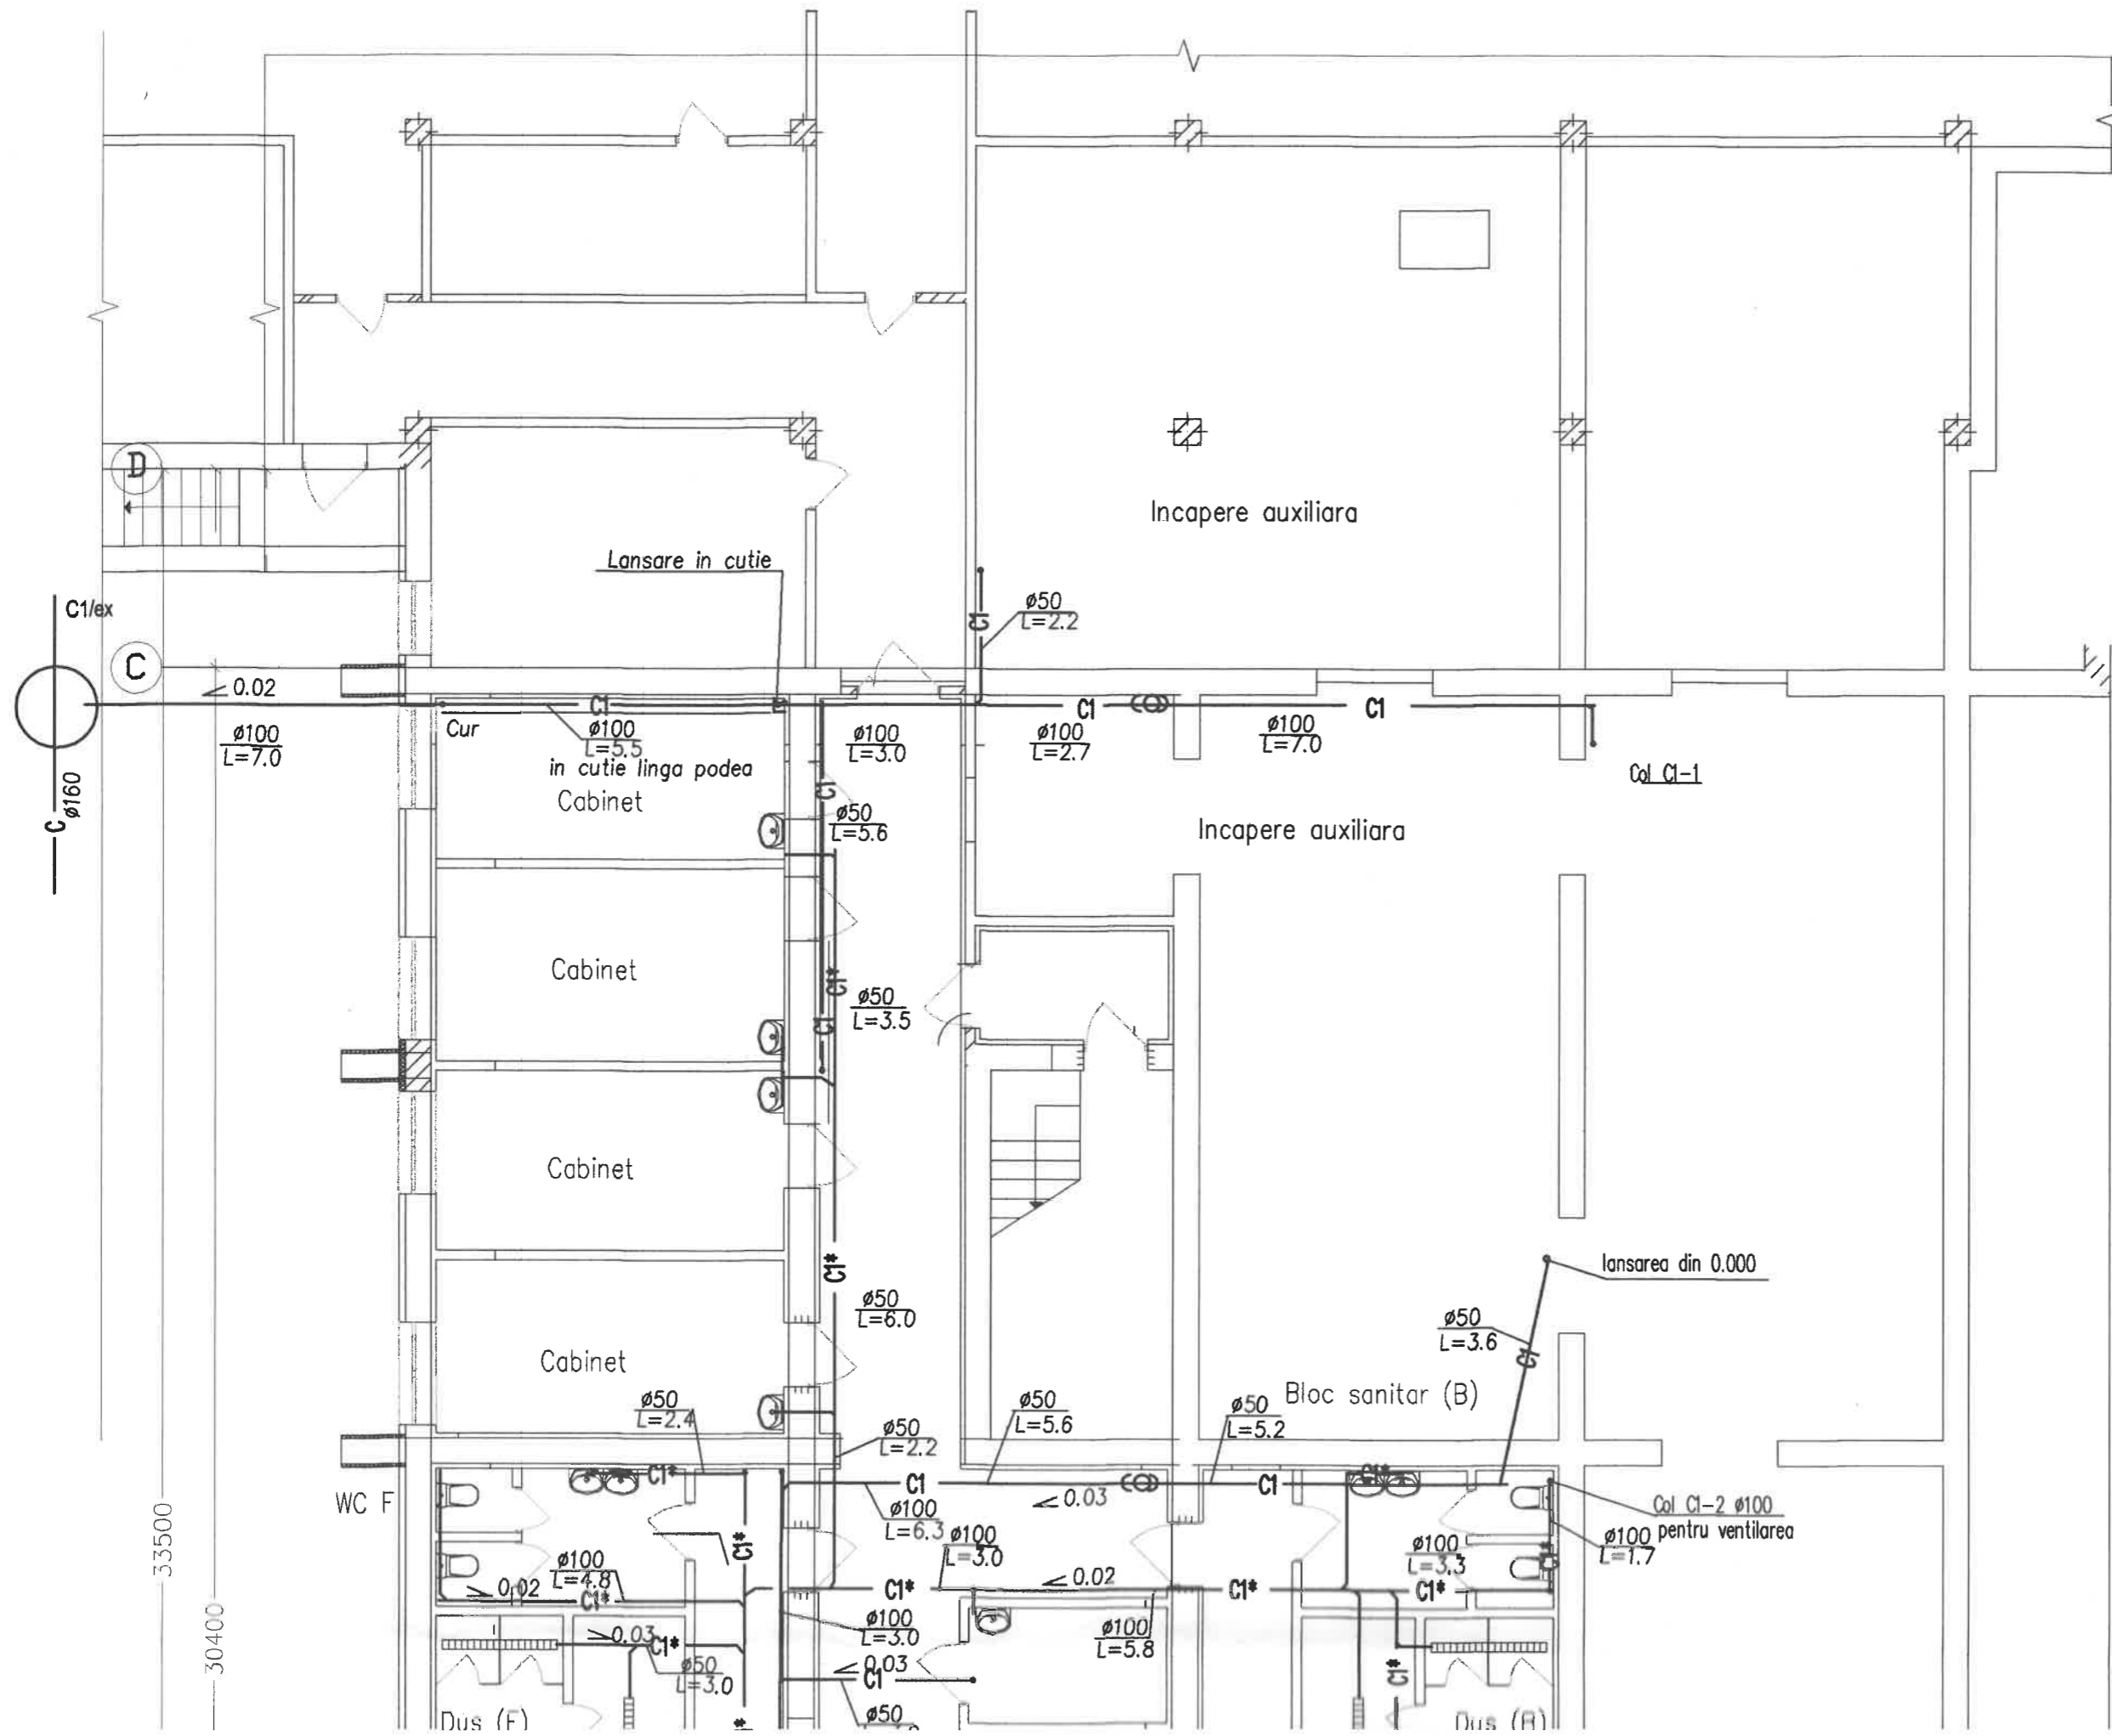 D
Incapere auxiliara
Lansare in cutie
C1/ex
ø50
L=2.2
C1
C
0.02
C1
C1
C1
Cur
ø100
L=7.0
ø100
L=5.5
in cutie linga podea
ø100
L=3.0
ø100
L=2.7
ø100
L=7.0
Col C1-1
C ø160
C1
Cabinet
ø50
L=5.6
Incapere auxiliara
Cabinet
C1*
ø50
L=3.5
C1
Cabinet
C1*
lansarea din 0.000
ø50
L=6.0
ø50
L=3.6
C1
Cabinet
Bloc sanitar (B)
ø50
L=2.4
ø50
L=2.2
ø50
L=5.6
ø50
L=5.2
C1*
C1
C1
WC F
0.03
Col C1-2 ø100
pentru ventilarea
ø100
L=6.3
ø100
L=3.0
ø100
L=3.3
ø100
L=1.7
C1*
ø100
L=4.8
0.02
C1*
0.02
C1*
C1*
C1*
33500
30400
0.03
C1*
ø50
L=3.0
ø100
L=3.0
ø100
L=5.8
0.03
C1
C1*
ø50
Dus (F)
Dus (B)